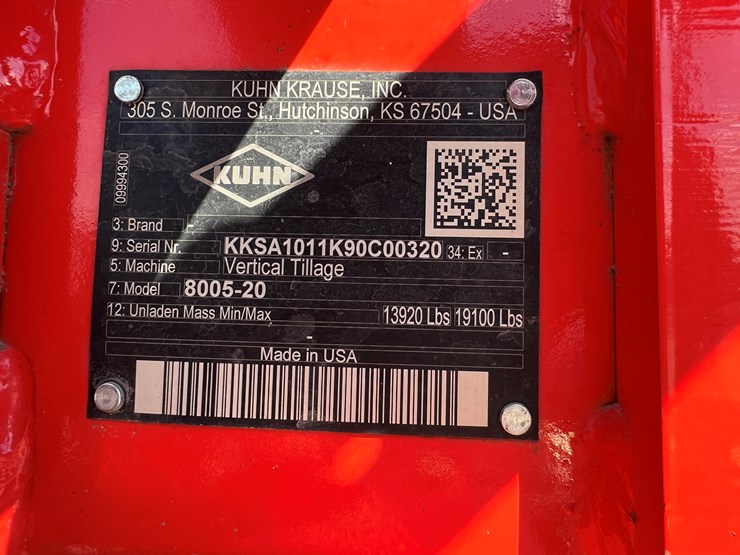 KUHN KRAUSE, INC.
305 S. Monroe St., Hutchinson, KS 67504 - USA
09994300
KUHN
3: Brand -
9: Serial Nr. KKSA1011K90C00320 34: Ex -
5: Machine Vertical Tillage
7: Model 8005-20
12: Unladen Mass Min/Max 13920 Lbs 19100 Lbs
-
Made in USA